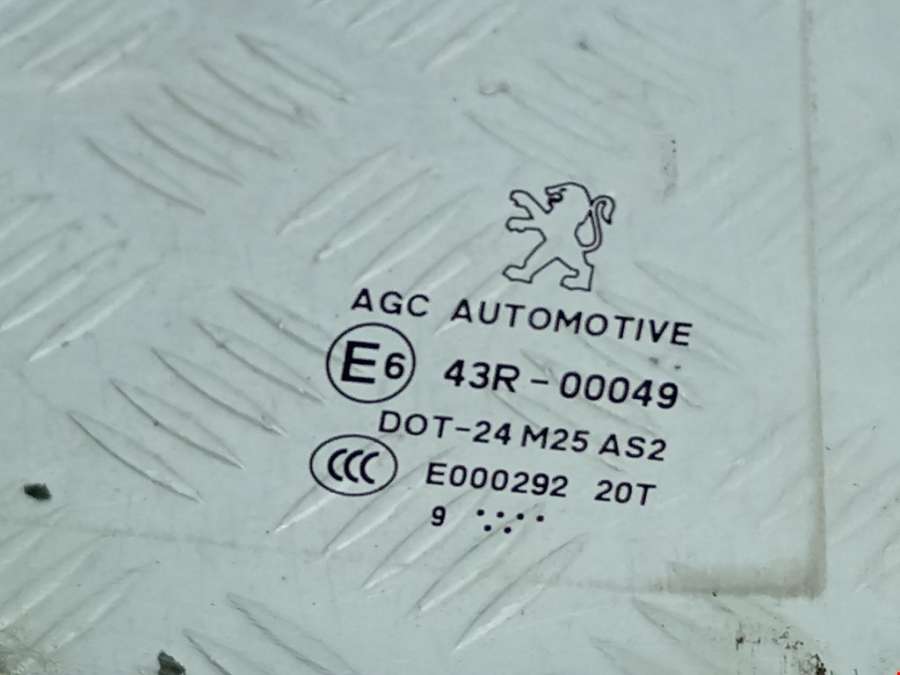 AGC AUTOMOTIVE
E6 43R-00049
DOT-24 M25 AS2
CCC E000292 20T
9